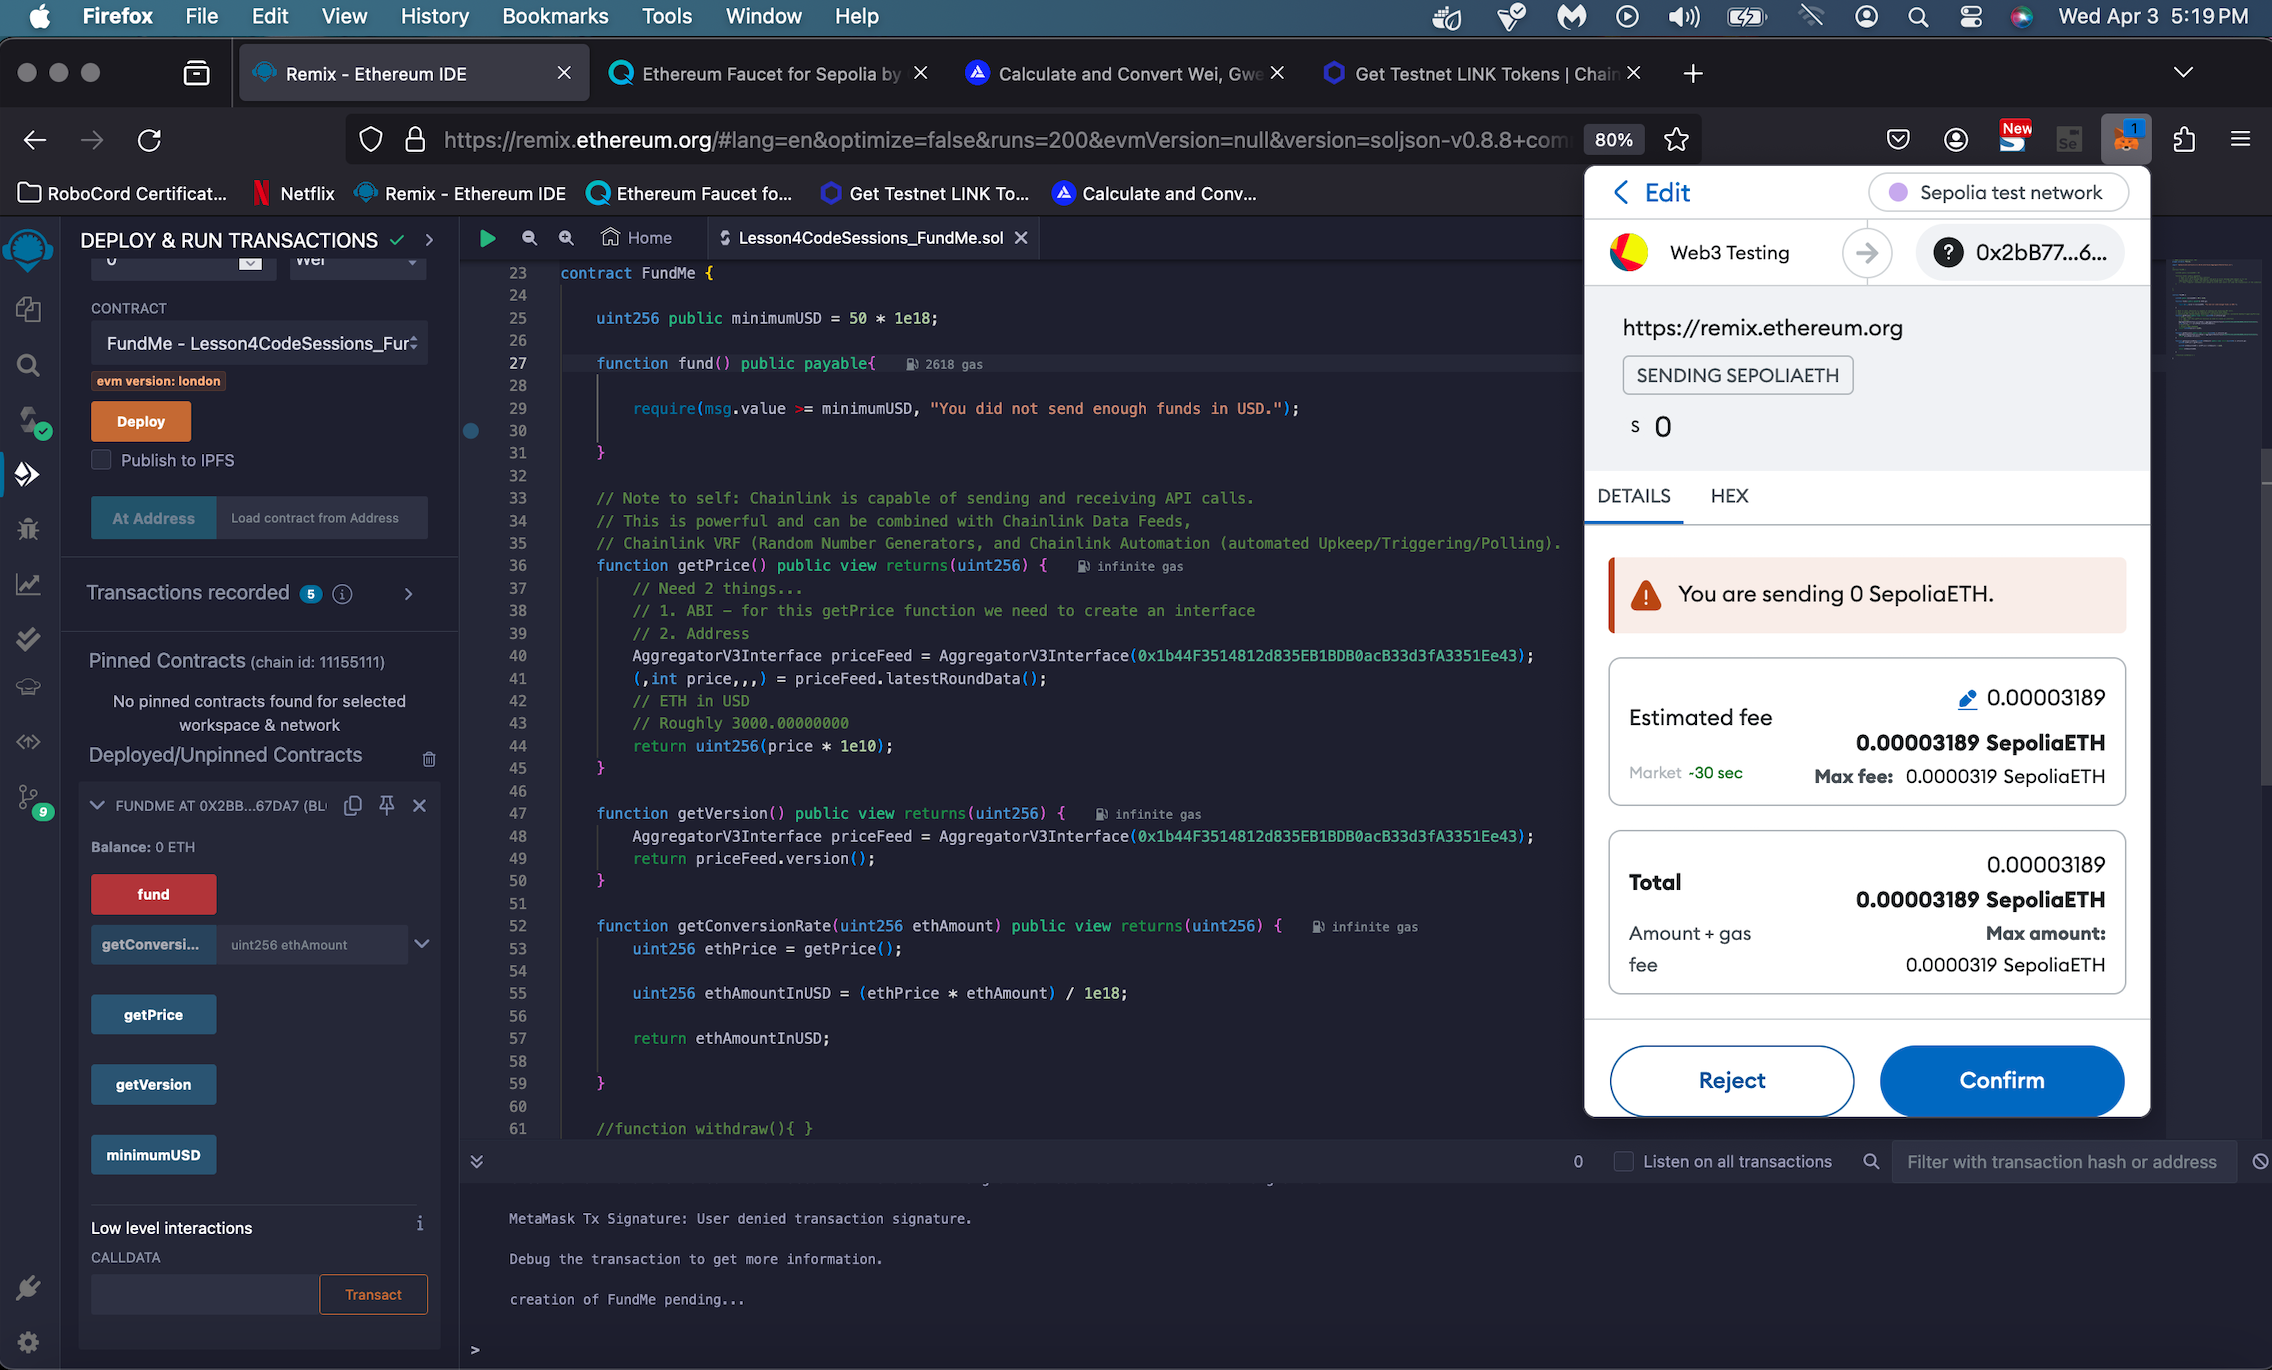 Firefox File Edit View History Bookmarks Tools Window Help Wed Apr 3 5:19 PM
Remix - Ethereum IDE
Ethereum Faucet for Sepolia by
Calculate and Convert Wei, Gwe
Get Testnet LINK Tokens | Chain
https://remix.ethereum.org/#lang=en&optimize=false&runs=200&evmVersion=null&version=soljson-v0.8.8+com
80%
New
Se
1
RoboCord Certificat...
Netflix
Remix - Ethereum IDE
Ethereum Faucet fo...
Get Testnet LINK To...
Calculate and Conv...
DEPLOY & RUN TRANSACTIONS
0
Wei
CONTRACT
FundMe - Lesson4CodeSessions_Fur
evm version: london
Deploy
Publish to IPFS
At Address
Load contract from Address
Transactions recorded 5 i
Pinned Contracts (chain id: 11155111)
No pinned contracts found for selected
workspace & network
Deployed/Unpinned Contracts
9
FUNDME AT 0X2BB...67DA7 (BL
Balance: 0 ETH
fund
getConversi...
uint256 ethAmount
getPrice
getVersion
minimumUSD
Low level interactions
i
CALLDATA
Transact
Home
Lesson4CodeSessions_FundMe.sol
23 contract FundMe {
24
25 uint256 public minimumUSD = 50 * 1e18;
26
27 function fund() public payable{ 2618 gas
28
29 require(msg.value >= minimumUSD, "You did not send enough funds in USD.");
30
31 }
32
33 // Note to self: Chainlink is capable of sending and receiving API calls.
34 // This is powerful and can be combined with Chainlink Data Feeds,
35 // Chainlink VRF (Random Number Generators, and Chainlink Automation (automated Upkeep/Triggering/Polling).
36 function getPrice() public view returns(uint256) { infinite gas
37 // Need 2 things...
38 // 1. ABI – for this getPrice function we need to create an interface
39 // 2. Address
40 AggregatorV3Interface priceFeed = AggregatorV3Interface(0x1b44F3514812d835EB1BDB0acB33d3fA3351Ee43);
41 (,int price,,,) = priceFeed.latestRoundData();
42 // ETH in USD
43 // Roughly 3000.00000000
44 return uint256(price * 1e10);
45 }
46
47 function getVersion() public view returns(uint256) { infinite gas
48 AggregatorV3Interface priceFeed = AggregatorV3Interface(0x1b44F3514812d835EB1BDB0acB33d3fA3351Ee43);
49 return priceFeed.version();
50 }
51
52 function getConversionRate(uint256 ethAmount) public view returns(uint256) { infinite gas
53 uint256 ethPrice = getPrice();
54
55 uint256 ethAmountInUSD = (ethPrice * ethAmount) / 1e18;
56
57 return ethAmountInUSD;
58
59 }
60
61 //function withdraw(){ }
0
Listen on all transactions
Filter with transaction hash or address
MetaMask Tx Signature: User denied transaction signature.
Debug the transaction to get more information.
creation of FundMe pending...
>
Edit
Sepolia test network
Web3 Testing
? 0x2bB77...6...
https://remix.ethereum.org
SENDING SEPOLIAETH
S 0
DETAILS HEX
You are sending 0 SepoliaETH.
0.00003189
Estimated fee
0.00003189 SepoliaETH
Market ~30 sec
Max fee: 0.0000319 SepoliaETH
0.00003189
Total
0.00003189 SepoliaETH
Amount + gas
fee
Max amount:
0.0000319 SepoliaETH
Reject
Confirm